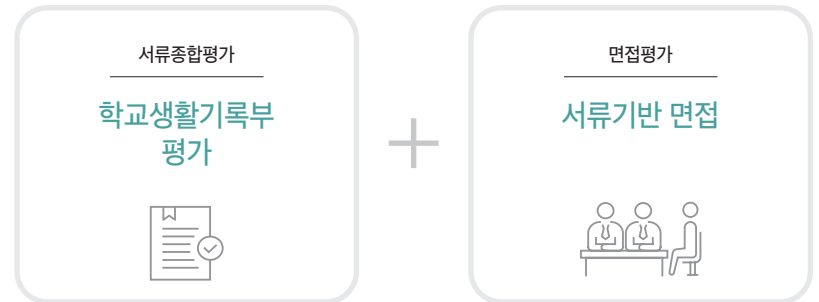 서류종합평가
학교생활기록부
평가
+
면접평가
서류기반 면접